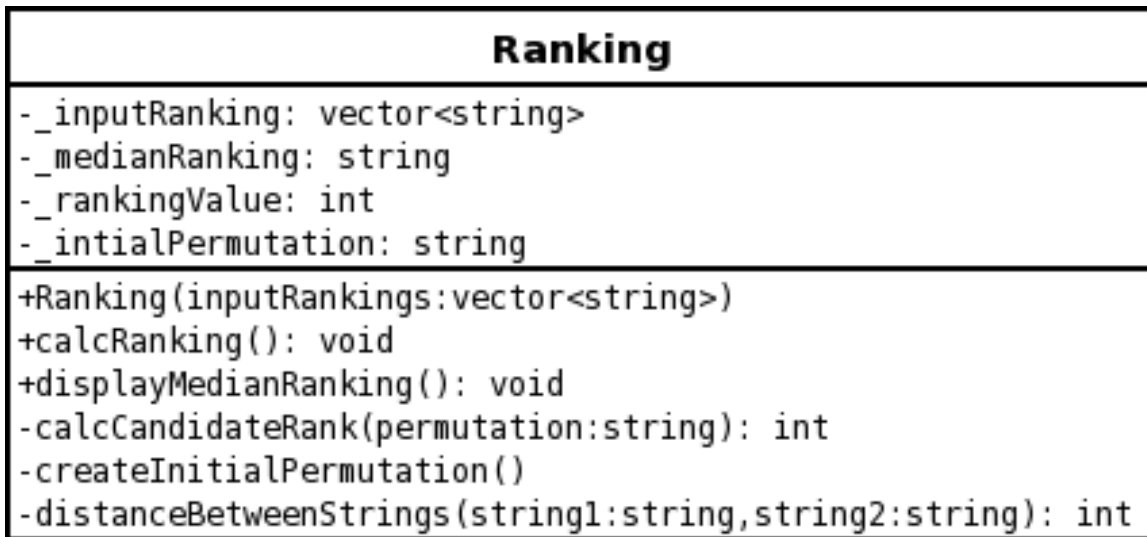 Ranking
-_inputRanking: vector<string>
-_medianRanking: string
-_rankingValue: int
-_intialPermutation: string
+Ranking(inputRankings:vector<string>)
+calcRanking(): void
+displayMedianRanking(): void
-calcCandidateRank(permutation:string): int
-createInitialPermutation()
-distanceBetweenStrings(string1:string,string2:string): int